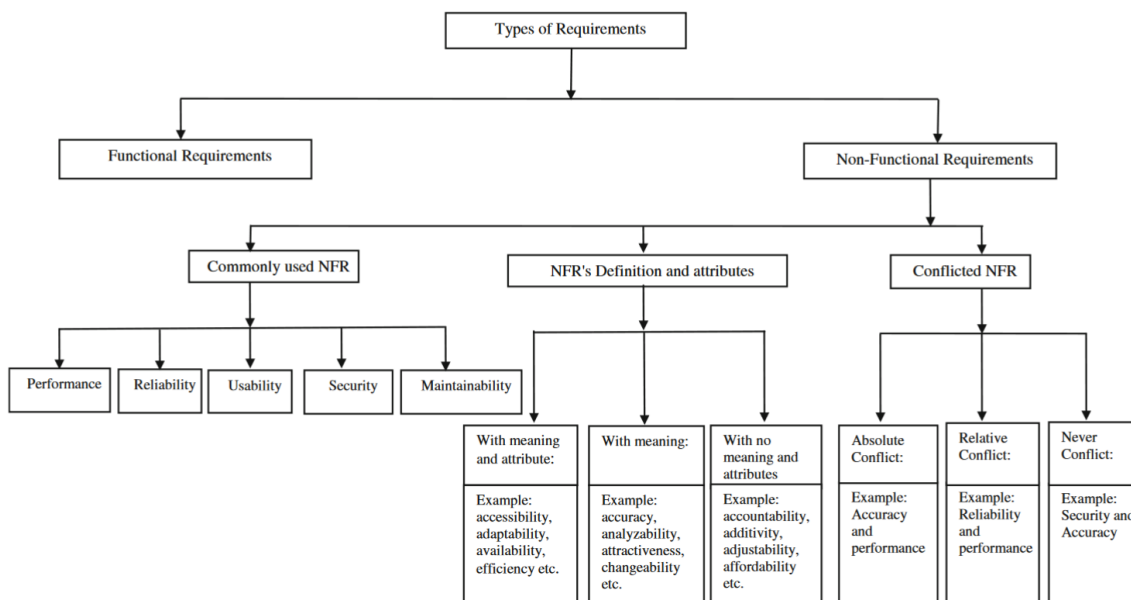 Types of Requirements
Functional Requirements
Non-Functional Requirements
Commonly used NFR
NFR's Definition and attributes
Conflicted NFR
Performance
Reliability
Usability
Security
Maintainability
With meaning
and attribute:
Example:
accessibility,
adaptability,
availability,
efficiency etc.
With meaning:
Example:
accuracy,
analyzability,
attractiveness,
changeability
etc.
With no
meaning and
attributes
Example:
accountability,
additivity,
adjustability,
affordability
etc.
Absolute
Conflict:
Example:
Accuracy
and
performance
Relative
Conflict:
Example:
Reliability
and
performance
Never
Conflict:
Example:
Security and
Accuracy